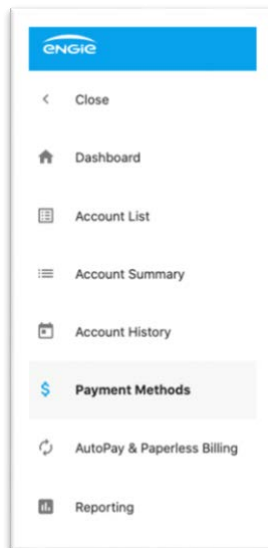 ENGIE
Close
Dashboard
Account List
Account Summary
Account History
$ Payment Methods
AutoPay & Paperless Billing
Reporting